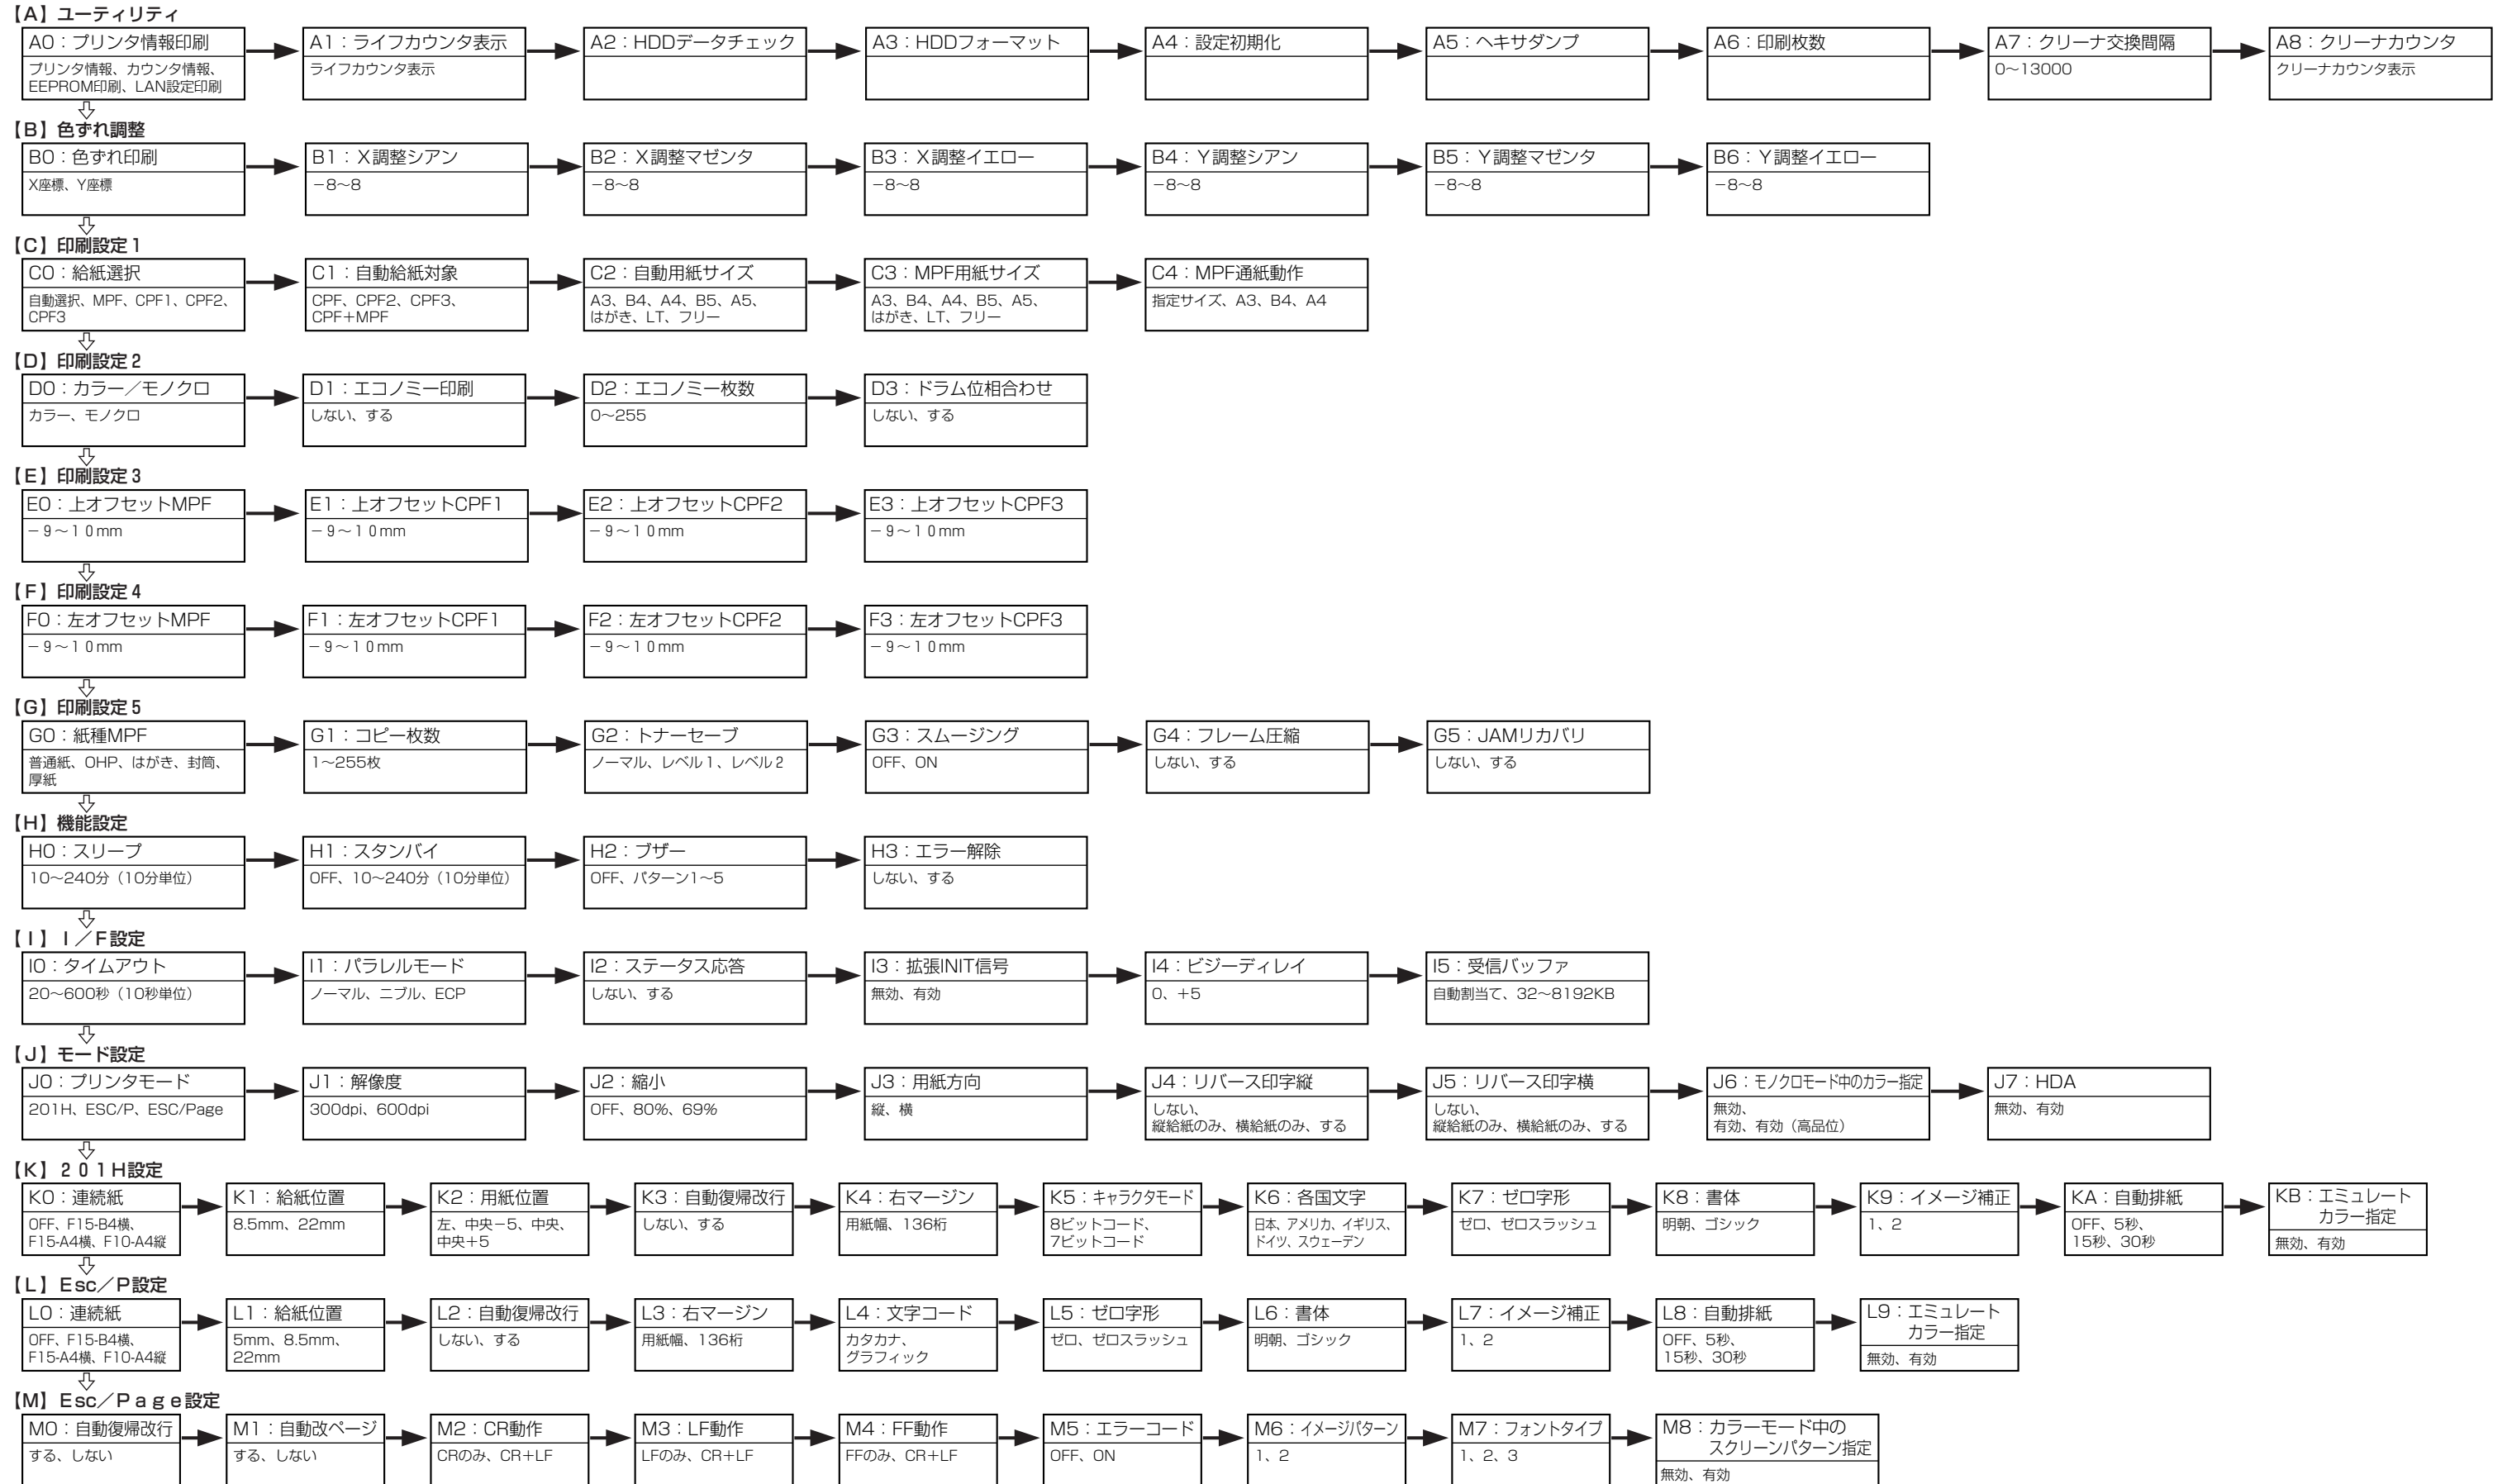 【A】ユーティリティ
A0：プリンタ情報印刷
プリンタ情報、カウンタ情報、
EEPROM印刷、LAN設定印刷
A1：ライフカウンタ表示
ライフカウンタ表示
A2：HDDデータチェック
A3：HDDフォーマット
A4：設定初期化
A5：ヘキサダンプ
A6：印刷枚数
A7：クリーナ交換間隔
0～13000
A8：クリーナカウンタ
クリーナカウンタ表示
【B】色ずれ調整
B0：色ずれ印刷
X座標、Y座標
B1：X調整シアン
－8～8
B2：X調整マゼンタ
－8～8
B3：X調整イエロー
－8～8
B4：Y調整シアン
－8～8
B5：Y調整マゼンタ
－8～8
B6：Y調整イエロー
－8～8
【C】印刷設定１
C0：給紙選択
自動選択、MPF、CPF1、CPF2、
CPF3
C1：自動給紙対象
CPF、CPF2、CPF3、
CPF＋MPF
C2：自動用紙サイズ
A3、B4、A4、B5、A5、
はがき、LT、フリー
C3：MPF用紙サイズ
A3、B4、A4、B5、A5、
はがき、LT、フリー
C4：MPF通紙動作
指定サイズ、A3、B4、A4
【D】印刷設定２
D0：カラー／モノクロ
カラー、モノクロ
D1：エコノミー印刷
しない、する
D2：エコノミー枚数
0～255
D3：ドラム位相合わせ
しない、する
【E】印刷設定３
E0：上オフセットMPF
－９～１０mm
E1：上オフセットCPF1
－９～１０mm
E2：上オフセットCPF2
－９～１０mm
E3：上オフセットCPF3
－９～１０mm
【F】印刷設定４
F0：左オフセットMPF
－９～１０mm
F1：左オフセットCPF1
－９～１０mm
F2：左オフセットCPF2
－９～１０mm
F3：左オフセットCPF3
－９～１０mm
【G】印刷設定５
G0：紙種MPF
普通紙、OHP、はがき、封筒、
厚紙
G1：コピー枚数
1～255枚
G2：トナーセーブ
ノーマル、レベル１、レベル２
G3：スムージング
OFF、ON
G4：フレーム圧縮
しない、する
G5：JAMリカバリ
しない、する
【H】機能設定
H0：スリープ
10～240分（10分単位）
H1：スタンバイ
OFF、10～240分（10分単位）
H2：ブザー
OFF、パターン1～5
H3：エラー解除
しない、する
【I】I／F設定
I0：タイムアウト
20～600秒（10秒単位）
I1：パラレルモード
ノーマル、ニブル、ECP
I2：ステータス応答
しない、する
I3：拡張INIT信号
無効、有効
I4：ビジーディレイ
0、+5
I5：受信バッファ
自動割当て、32～8192KB
【J】モード設定
J0：プリンタモード
201H、ESC/P、ESC/Page
J1：解像度
300dpi、600dpi
J2：縮小
OFF、80%、69%
J3：用紙方向
縦、横
J4：リバース印字縦
しない、
縦給紙のみ、横給紙のみ、する
J5：リバース印字横
しない、
縦給紙のみ、横給紙のみ、する
J6：モノクロモード中のカラー指定
無効、
有効、有効（高品位）
J7：HDA
無効、有効
【K】２０１H設定
K0：連続紙
OFF、F15-B4横、
F15-A4横、F10-A4縦
K1：給紙位置
8.5mm、22mm
K2：用紙位置
左、中央－5、中央、
中央＋5
K3：自動復帰改行
しない、する
K4：右マージン
用紙幅、136桁
K5：キャラクタモード
8ビットコード、
7ビットコード
K6：各国文字
日本、アメリカ、イギリス、
ドイツ、スウェーデン
K7：ゼロ字形
ゼロ、ゼロスラッシュ
K8：書体
明朝、ゴシック
K9：イメージ補正
1、2
KA：自動排紙
OFF、5秒、
15秒、30秒
KB：エミュレート
カラー指定
無効、有効
【L】Esc／P設定
L0：連続紙
OFF、F15-B4横、
F15-A4横、F10-A4縦
L1：給紙位置
5mm、8.5mm、
22mm
L2：自動復帰改行
しない、する
L3：右マージン
用紙幅、136桁
L4：文字コード
カタカナ、
グラフィック
L5：ゼロ字形
ゼロ、ゼロスラッシュ
L6：書体
明朝、ゴシック
L7：イメージ補正
1、2
L8：自動排紙
OFF、5秒、
15秒、30秒
L9：エミュレート
カラー指定
無効、有効
【M】Esc／Ｐａｇｅ設定
M0：自動復帰改行
する、しない
M1：自動改ページ
する、しない
M2：CR動作
CRのみ、CR＋LF
M3：LF動作
LFのみ、CR＋LF
M4：FF動作
FFのみ、CR＋LF
M5：エラーコード
OFF、ON
M6：イメージパターン
1、2
M7：フォントタイプ
1、2、3
M8：カラーモード中の
スクリーンパターン指定
無効、有効